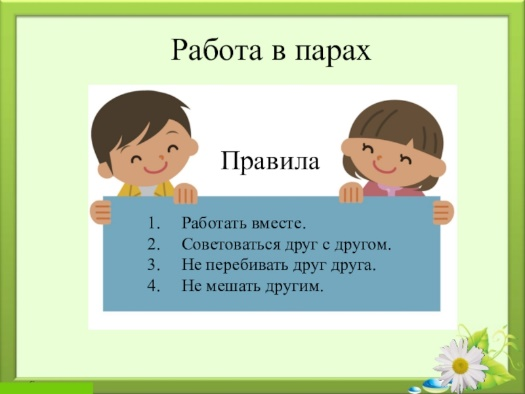 Работа в парах
Правила
1. Работать вместе.
2. Советоваться друг с другом.
3. Не перебивать друг друга.
4. Не мешать другим.